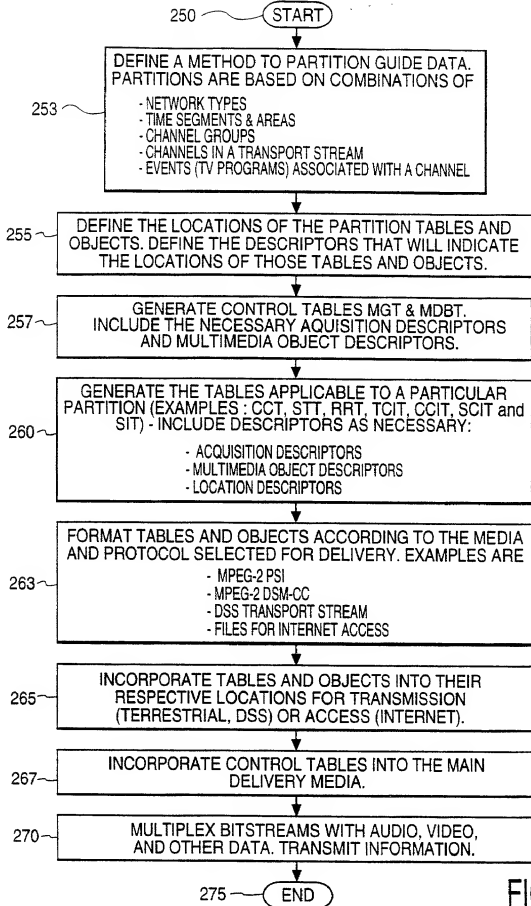 250
START
DEFINE A METHOD TO PARTITION GUIDE DATA.
PARTITIONS ARE BASED ON COMBINATIONS OF
253
- NETWORK TYPES
- TIME SEGMENTS & AREAS
- CHANNEL GROUPS
- CHANNELS IN A TRANSPORT STREAM
- EVENTS (TV PROGRAMS) ASSOCIATED WITH A CHANNEL
255
DEFINE THE LOCATIONS OF THE PARTITION TABLES AND
OBJECTS. DEFINE THE DESCRIPTORS THAT WILL INDICATE
THE LOCATIONS OF THOSE TABLES AND OBJECTS.
257
GENERATE CONTROL TABLES MGT & MDBT.
INCLUDE THE NECESSARY AQUISITION DESCRIPTORS
AND MULTIMEDIA OBJECT DESCRIPTORS.
260
GENERATE THE TABLES APPLICABLE TO A PARTICULAR
PARTITION (EXAMPLES : CCT, STT, RRT, TCIT, CCIT, SCIT and
SIT) - INCLUDE DESCRIPTORS AS NECESSARY:
- ACQUISITION DESCRIPTORS
- MULTIMEDIA OBJECT DESCRIPTORS
- LOCATION DESCRIPTORS
263
FORMAT TABLES AND OBJECTS ACCORDING TO THE MEDIA
AND PROTOCOL SELECTED FOR DELIVERY. EXAMPLES ARE
- MPEG-2 PSI
- MPEG-2 DSM-CC
- DSS TRANSPORT STREAM
- FILES FOR INTERNET ACCESS
265
INCORPORATE TABLES AND OBJECTS INTO THEIR
RESPECTIVE LOCATIONS FOR TRANSMISSION
(TERRESTRIAL, DSS) OR ACCESS (INTERNET).
267
INCORPORATE CONTROL TABLES INTO THE MAIN
DELIVERY MEDIA.
270
MULTIPLEX BITSTREAMS WITH AUDIO, VIDEO,
AND OTHER DATA. TRANSMIT INFORMATION.
275
END